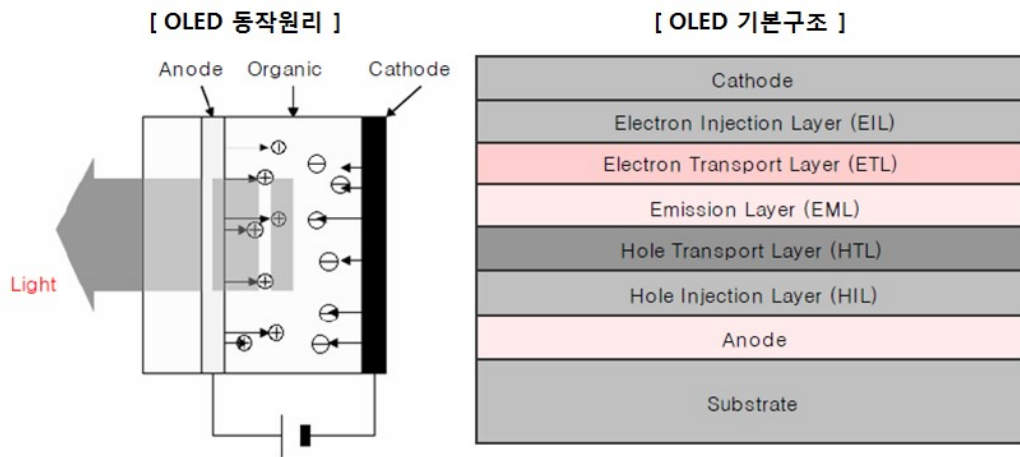 [ OLED 동작원리 ]
Anode Organic Cathode
Light
[ OLED 기본구조 ]
Cathode
Electron Injection Layer (EIL)
Electron Transport Layer (ETL)
Emission Layer (EML)
Hole Transport Layer (HTL)
Hole Injection Layer (HIL)
Anode
Substrate